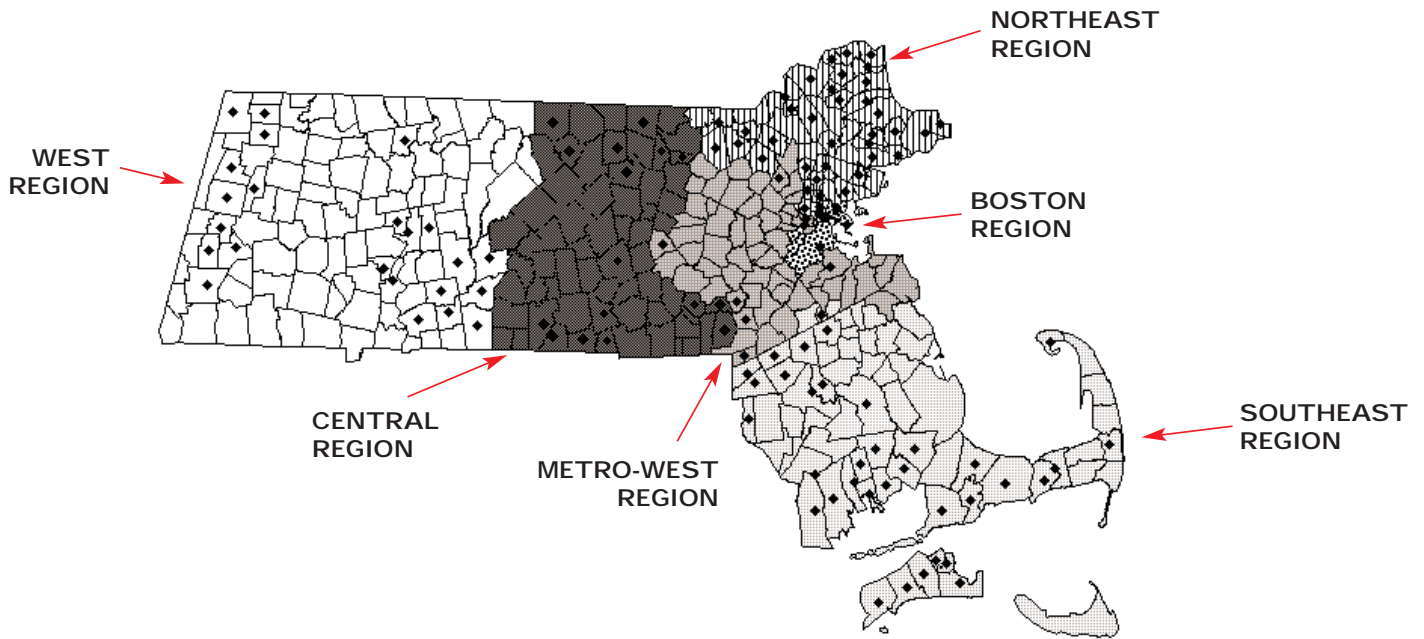 NORTHEAST
REGION
WEST
REGION
BOSTON
REGION
CENTRAL
REGION
METRO-WEST
REGION
SOUTHEAST
REGION